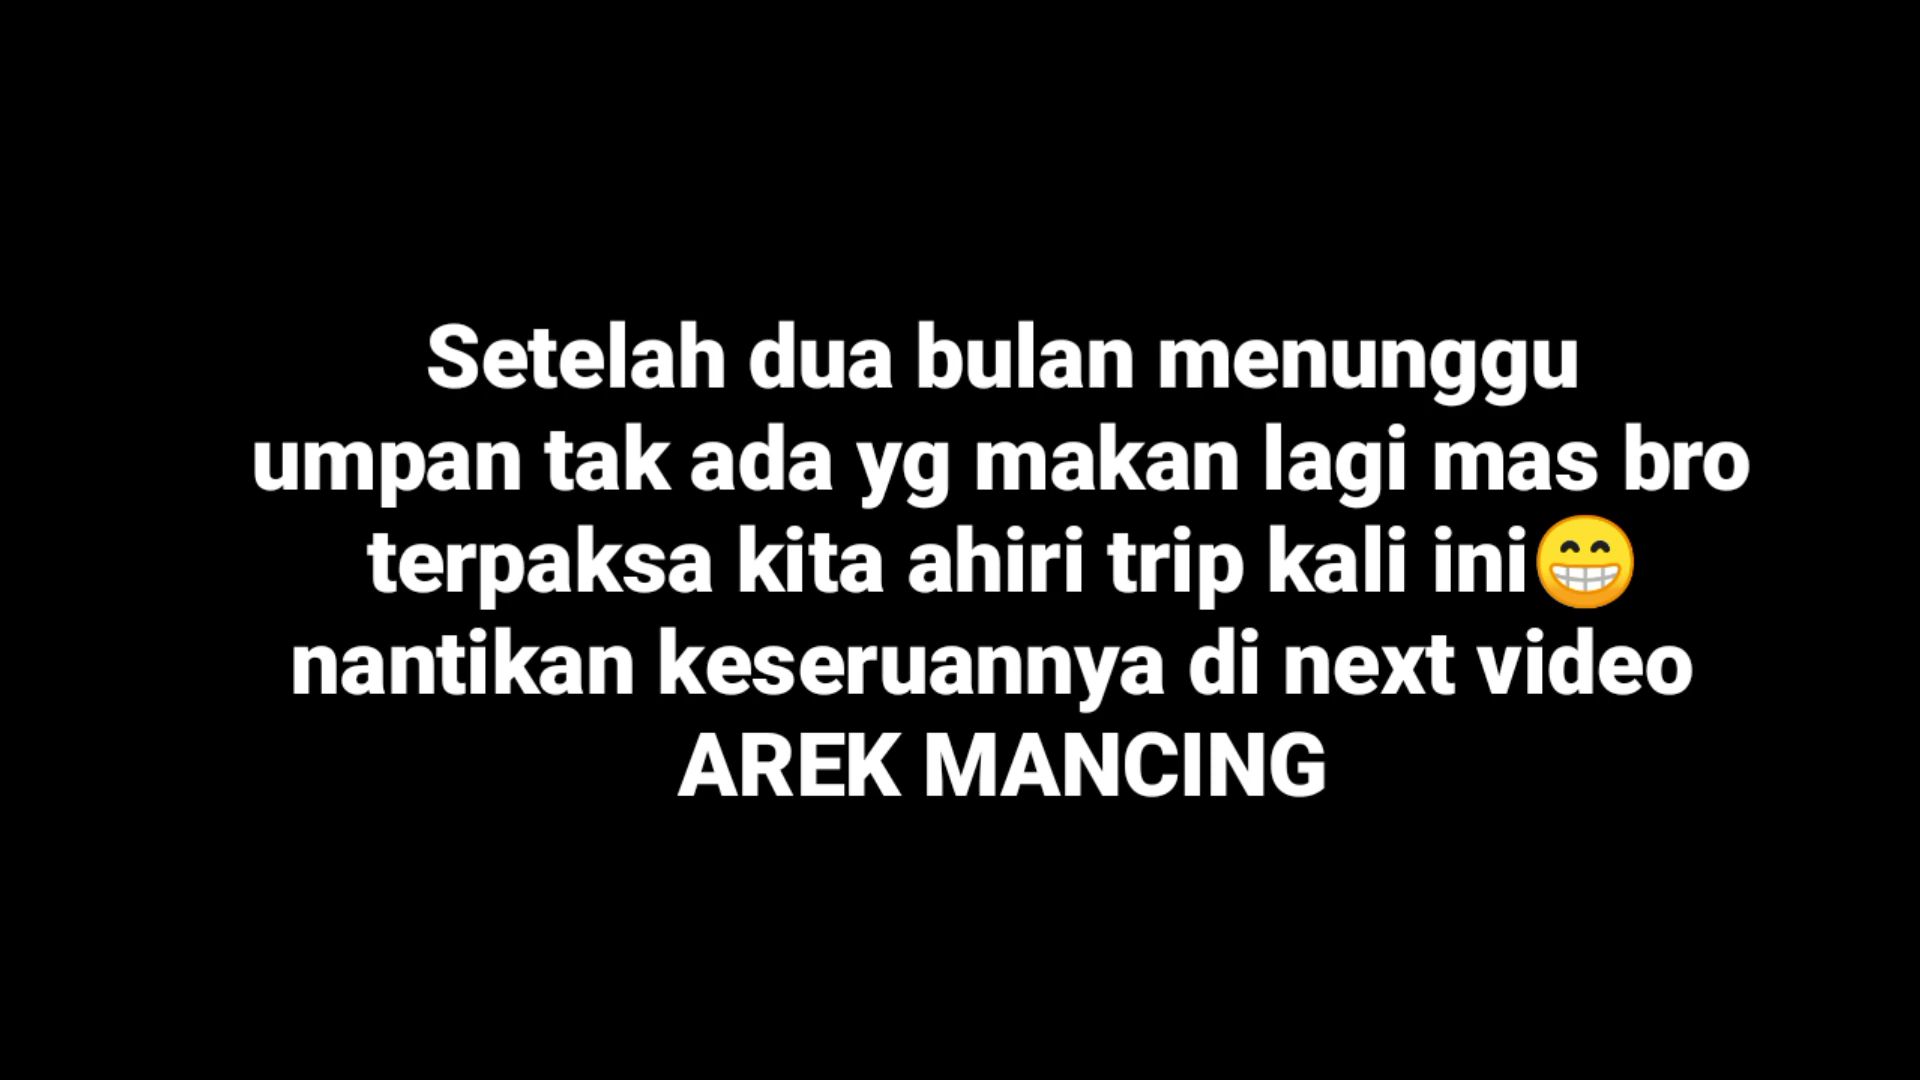 Setelah dua bulan menunggu
umpan tak ada yg makan lagi mas bro
terpaksa kita ahiri trip kali ini😁
nantikan keseruannya di next video
AREK MANCING